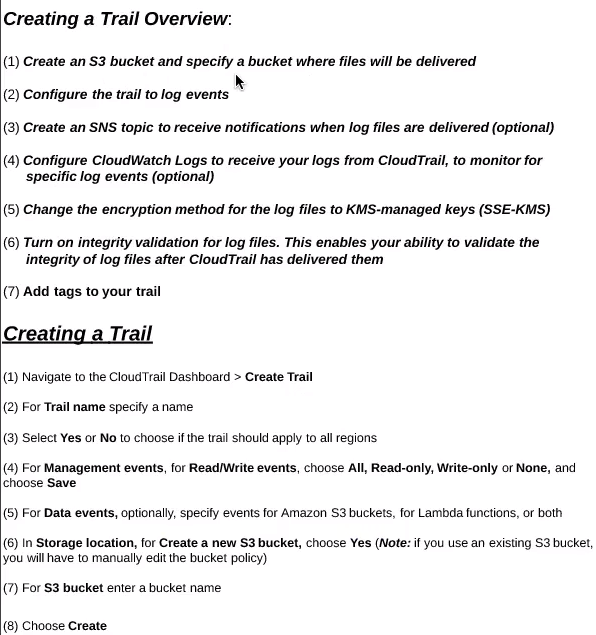 Creating a Trail Overview:
(1) Create an S3 bucket and specify a bucket where files will be delivered
(2) Configure the trail to log events
(3) Create an SNS topic to receive notifications when log files are delivered (optional)
(4) Configure CloudWatch Logs to receive your logs from CloudTrail, to monitor for
specific log events (optional)
(5) Change the encryption method for the log files to KMS-managed keys (SSE-KMS)
(6) Turn on integrity validation for log files. This enables your ability to validate the
integrity of log files after CloudTrail has delivered them
(7) Add tags to your trail
Creating a Trail
(1) Navigate to the CloudTrail Dashboard > Create Trail
(2) For Trail name specify a name
(3) Select Yes or No to choose if the trail should apply to all regions
(4) For Management events, for Read/Write events, choose All, Read-only, Write-only or None, and
choose Save
(5) For Data events, optionally, specify events for Amazon S3 buckets, for Lambda functions, or both
(6) In Storage location, for Create a new S3 bucket, choose Yes (Note: if you use an existing S3 bucket,
you will have to manually edit the bucket policy)
(7) For S3 bucket enter a bucket name
(8) Choose Create